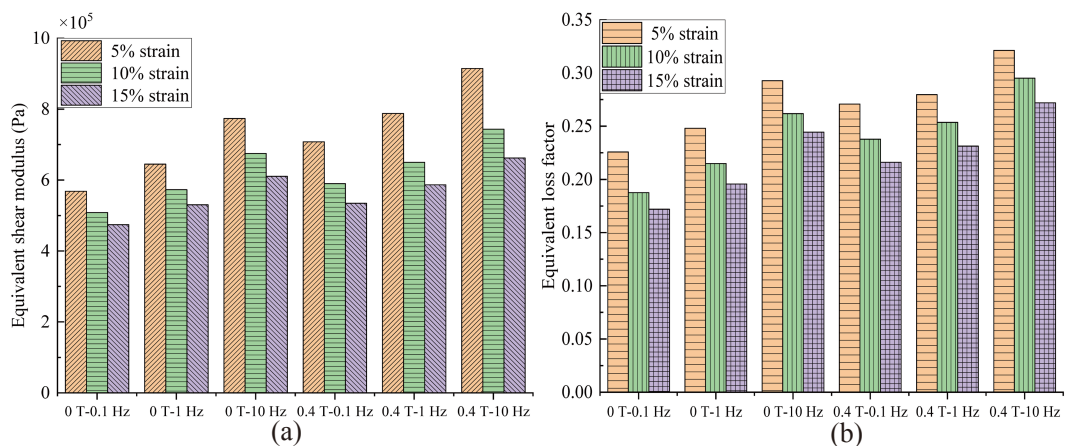 ×10⁵
10
8
6
4
2
0
Equivalent shear modulus (Pa)
5% strain
10% strain
15% strain
0 T-0.1 Hz 0 T-1 Hz 0 T-10 Hz 0.4 T-0.1 Hz 0.4 T-1 Hz 0.4 T-10 Hz
(a)
0.35
0.30
0.25
0.20
0.15
0.10
0.05
0.00
Equivalent loss factor
5% strain
10% strain
15% strain
0 T-0.1 Hz 0 T-1 Hz 0 T-10 Hz 0.4 T-0.1 Hz 0.4 T-1 Hz 0.4 T-10 Hz
(b)